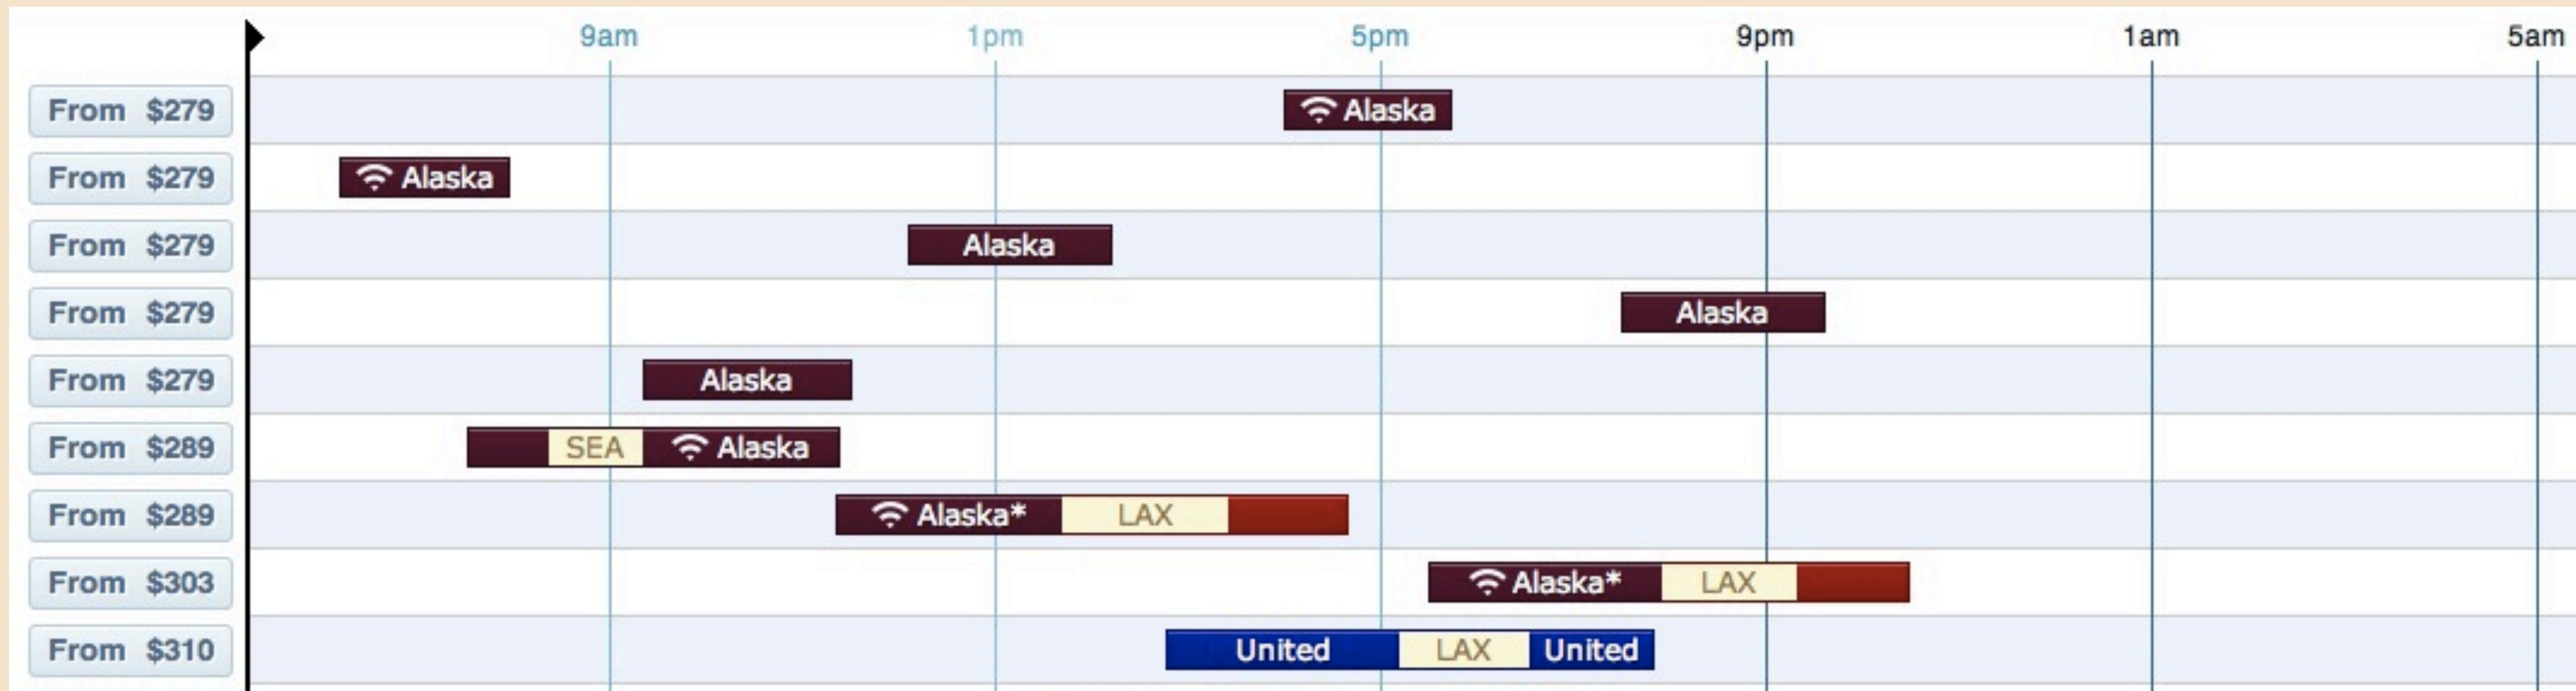 9am 1pm 5pm 9pm 1am 5am
From $279 Alaska
From $279 Alaska
From $279 Alaska
From $279 Alaska
From $279 Alaska
From $289 SEA Alaska
From $289 Alaska* LAX
From $303 Alaska* LAX
From $310 United LAX United